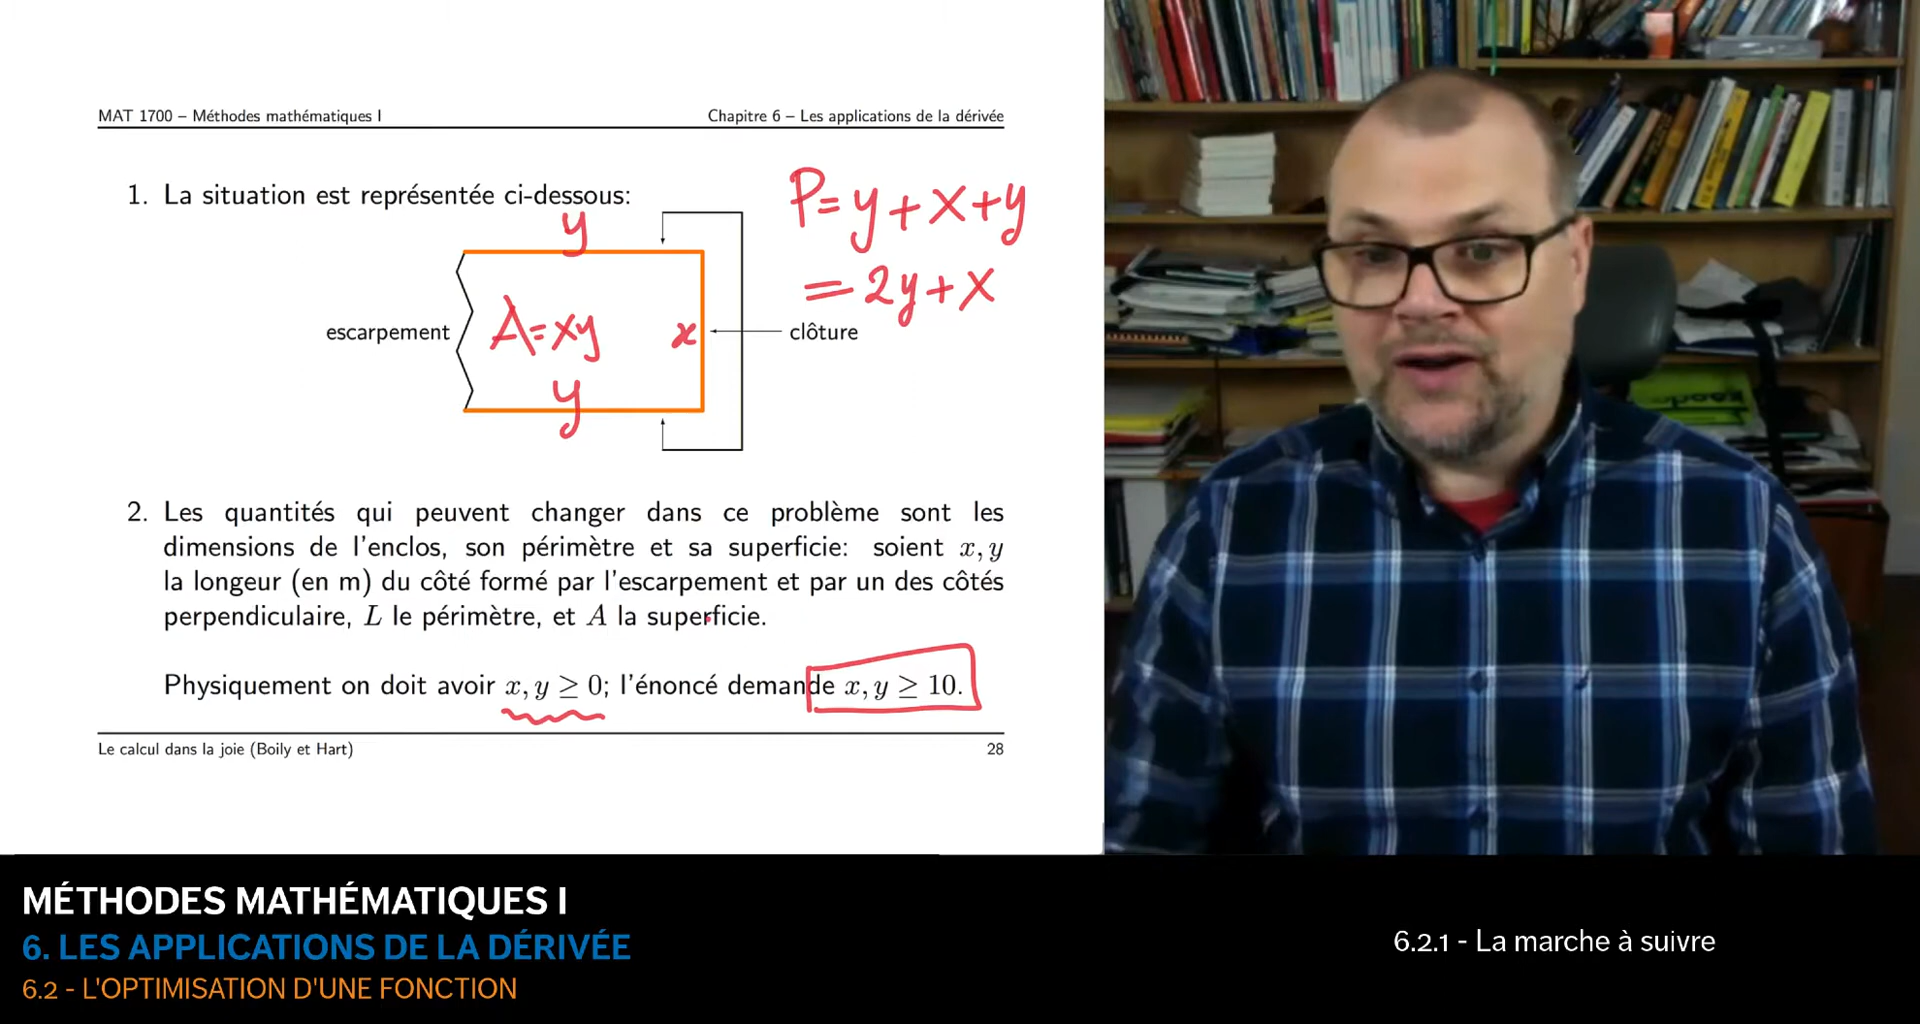 MAT 1700 – Méthodes mathématiques I
Chapitre 6 – Les applications de la dérivée
1. La situation est représentée ci-dessous:
P=y+x+y
=2y+x
y
escarpement
A=xy
x
clôture
y
2. Les quantités qui peuvent changer dans ce problème sont les
dimensions de l'enclos, son périmètre et sa superficie: soient x, y
la longeur (en m) du côté formé par l'escarpement et par un des côtés
perpendiculaire, L le périmètre, et A la superficie.
Physiquement on doit avoir x, y ≥ 0; l'énoncé demande x, y ≥ 10.
Le calcul dans la joie (Boily et Hart)
28
MÉTHODES MATHÉMATIQUES I
6. LES APPLICATIONS DE LA DÉRIVÉE
6.2 - L'OPTIMISATION D'UNE FONCTION
6.2.1 - La marche à suivre